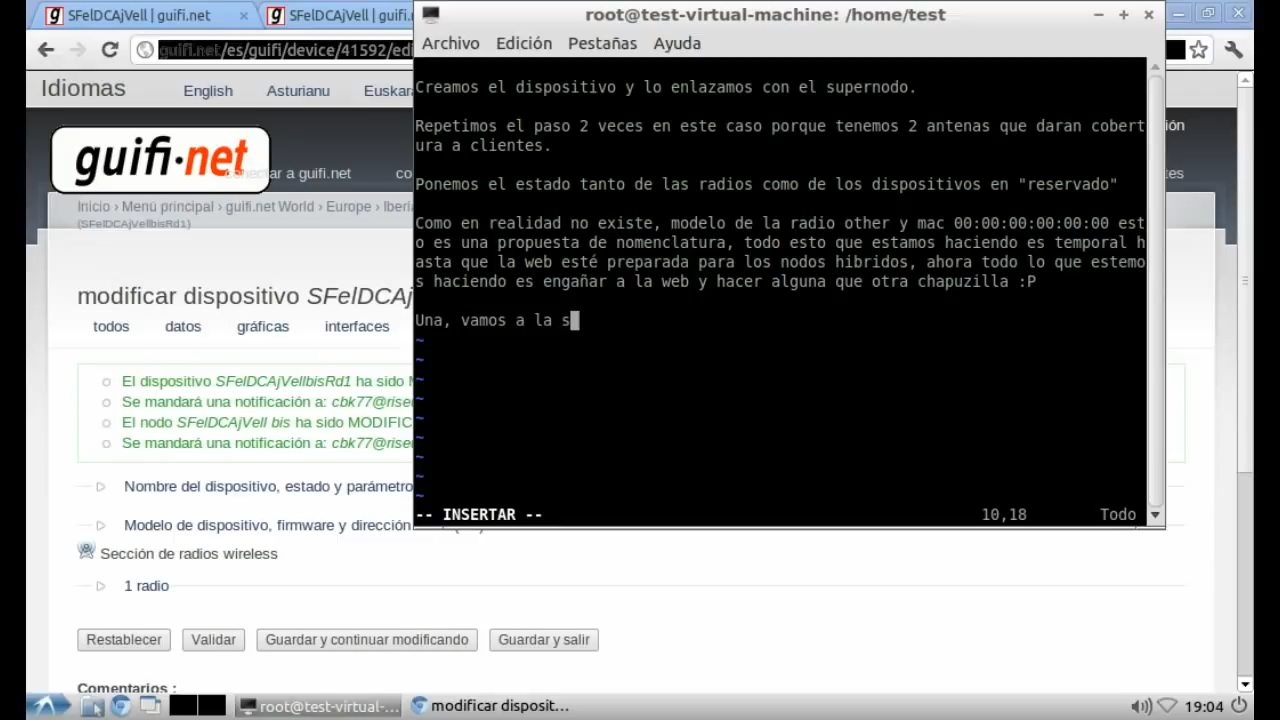 SFelDCAjVell | guifi.net
SFelDCAjVell | guifi.
root@test-virtual-machine: /home/test
guifi.net/es/guifi/device/41592/edi
Archivo Edición Pestañas Ayuda
Idiomas
English Asturianu Euskar
guifi·net
conectar a guifi.net
co
ión
tes
Inicio › Menú principal › guifi.net World › Europe › Iberi
(SFelDCAjVellbisRd1)
modificar dispositivo SFelDCAj
todos datos gráficas interfaces
El dispositivo SFelDCAjVellbisRd1 ha sido M
Se mandará una notificación a: cbk77@rise
El nodo SFelDCAjVell bis ha sido MODIFIC
Se mandará una notificación a: cbk77@rise
Nombre del dispositivo, estado y parámetro
Modelo de dispositivo, firmware y dirección
Sección de radios wireless
1 radio
Restablecer Validar Guardar y continuar modificando Guardar y salir
Comentarios :
Creamos el dispositivo y lo enlazamos con el supernodo.
Repetimos el paso 2 veces en este caso porque tenemos 2 antenas que daran cobert
ura a clientes.
Ponemos el estado tanto de las radios como de los dispositivos en "reservado"
Como en realidad no existe, modelo de la radio other y mac 00:00:00:00:00:00 est
o es una propuesta de nomenclatura, todo esto que estamos haciendo es temporal h
asta que la web esté preparada para los nodos hibridos, ahora todo lo que estemo
s haciendo es engañar a la web y hacer alguna que otra chapuzilla :P
Una, vamos a la s
~
~
~
~
~
~
~
~
~
-- INSERTAR -- 10,18 Todo
root@test-virtual-... modificar disposit... 19:04